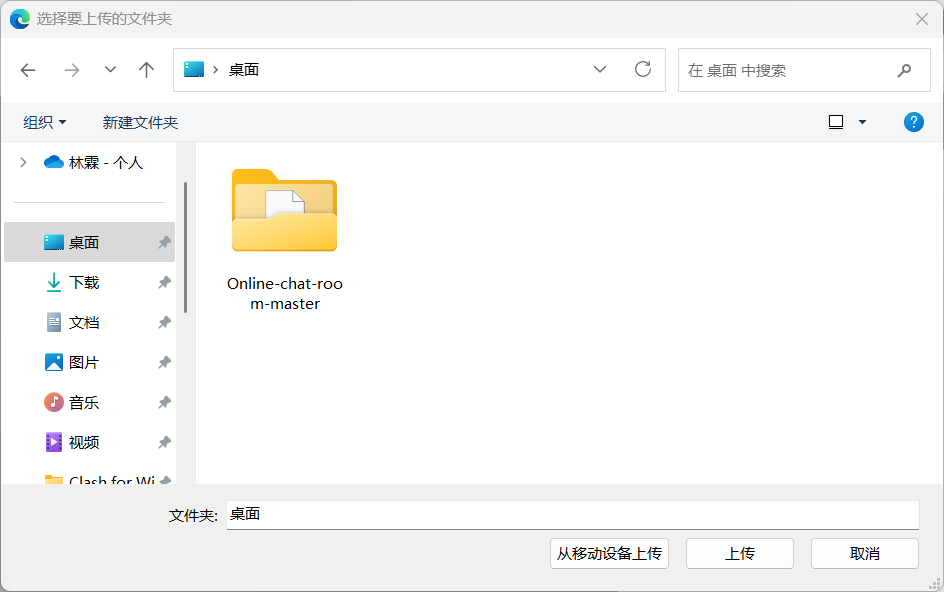 选择要上传的文件夹
桌面
在 桌面 中搜索
组织
新建文件夹
林霖 - 个人
桌面
下载
文档
图片
音乐
视频
Clash for Wi
Online-chat-roo
m-master
文件夹:
桌面
从移动设备上传
上传
取消